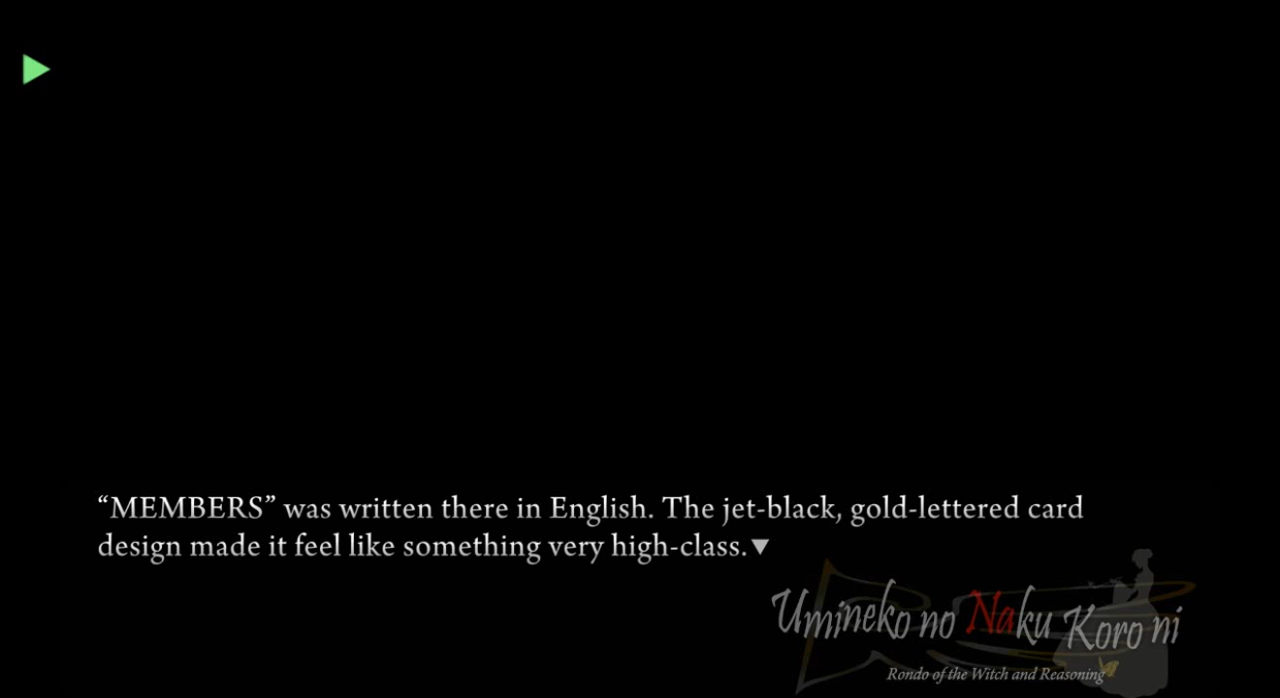 “MEMBERS” was written there in English. The jet-black, gold-lettered card
design made it feel like something very high-class.
Umineko no Naku Koro ni
Rondo of the Witch and Reasoning